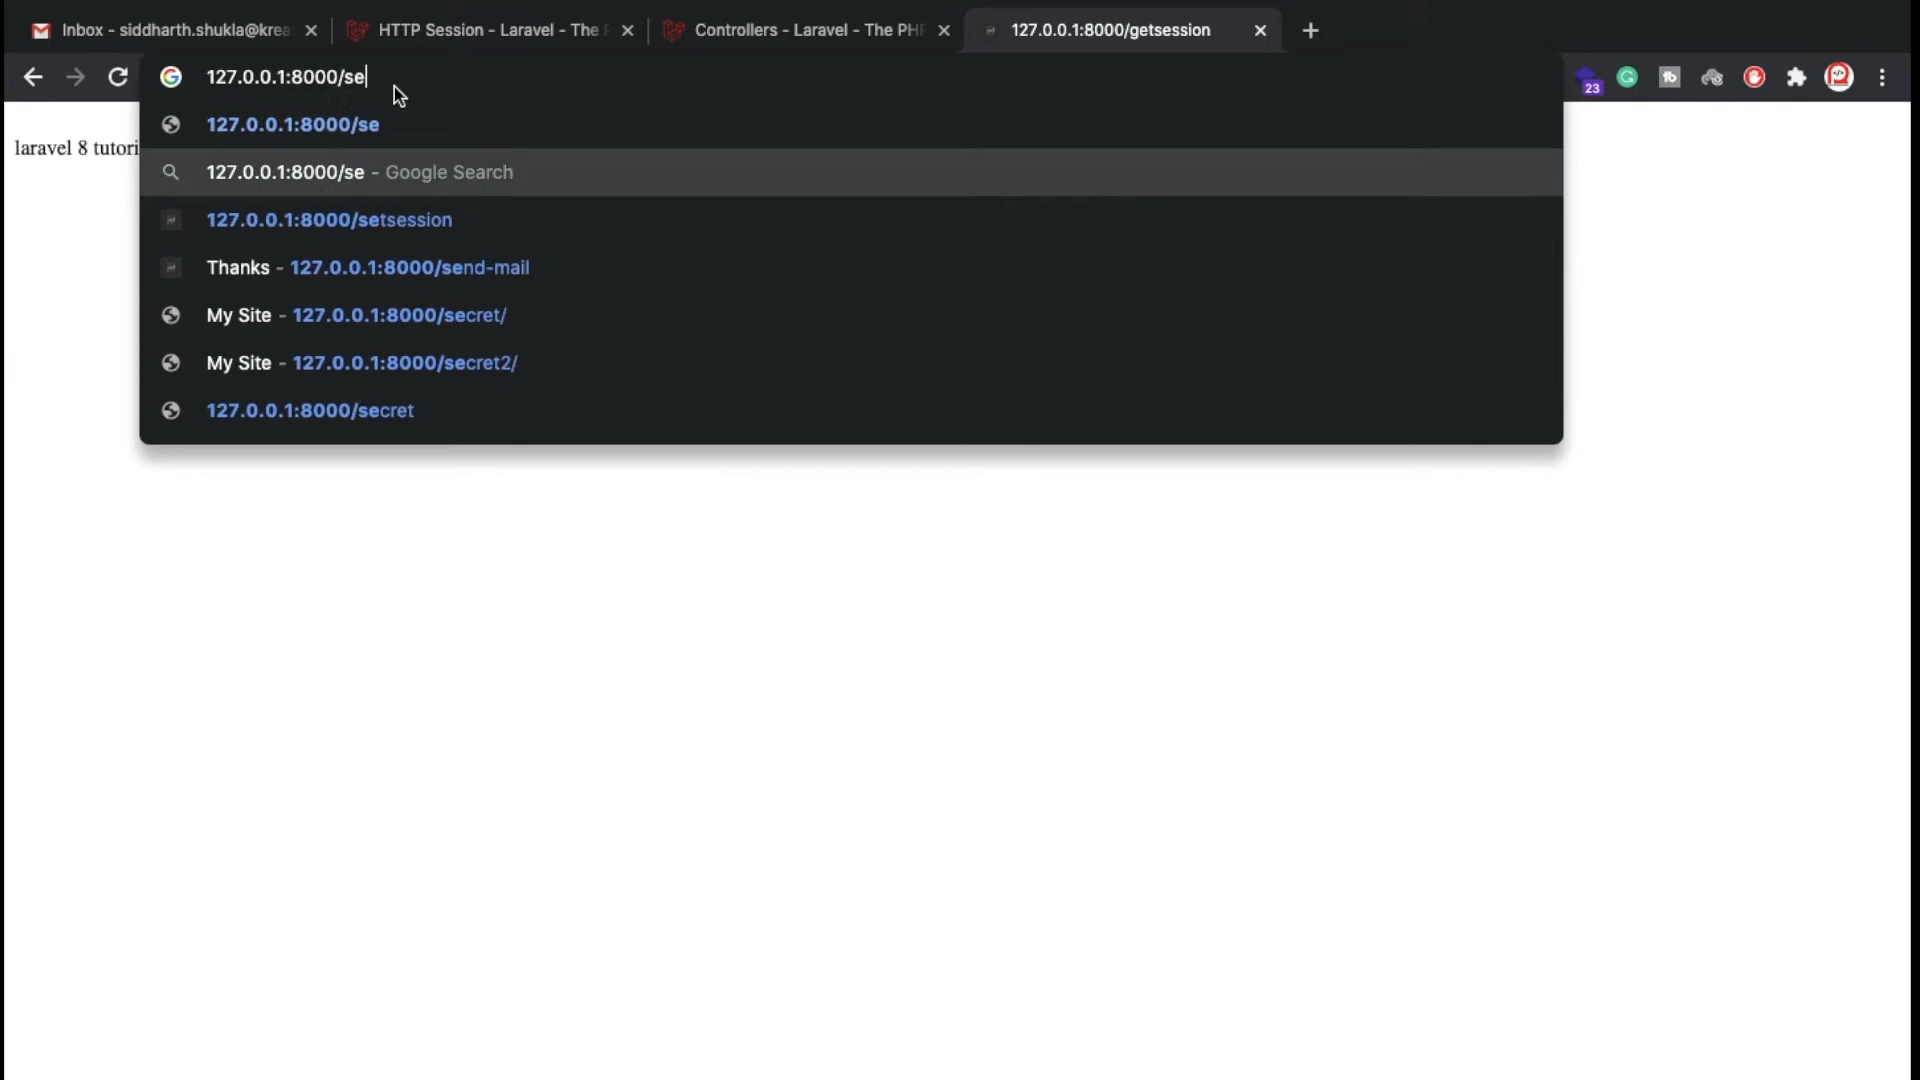 Inbox - siddharth.shukla@krea
HTTP Session - Laravel - The
Controllers - Laravel - The PHP
127.0.0.1:8000/getsession
127.0.0.1:8000/se
23
127.0.0.1:8000/se
laravel 8 tutori
127.0.0.1:8000/se - Google Search
127.0.0.1:8000/setsession
Thanks - 127.0.0.1:8000/send-mail
My Site - 127.0.0.1:8000/secret/
My Site - 127.0.0.1:8000/secret2/
127.0.0.1:8000/secret